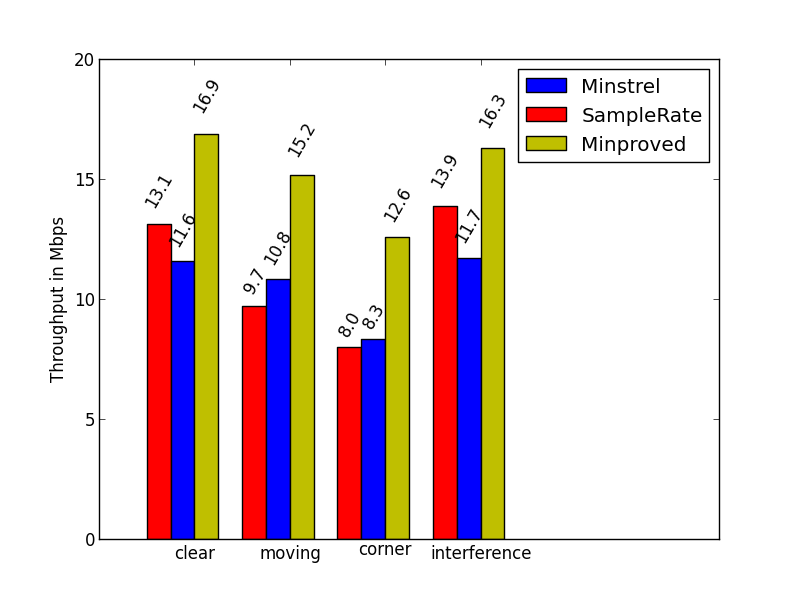 20
15
10
5
0
Throughput in Mbps
13.1
11.6
16.9
9.7
10.8
15.2
8.0
8.3
12.6
13.9
11.7
16.3
Minstrel
SampleRate
Minproved
clear
moving
corner
interference